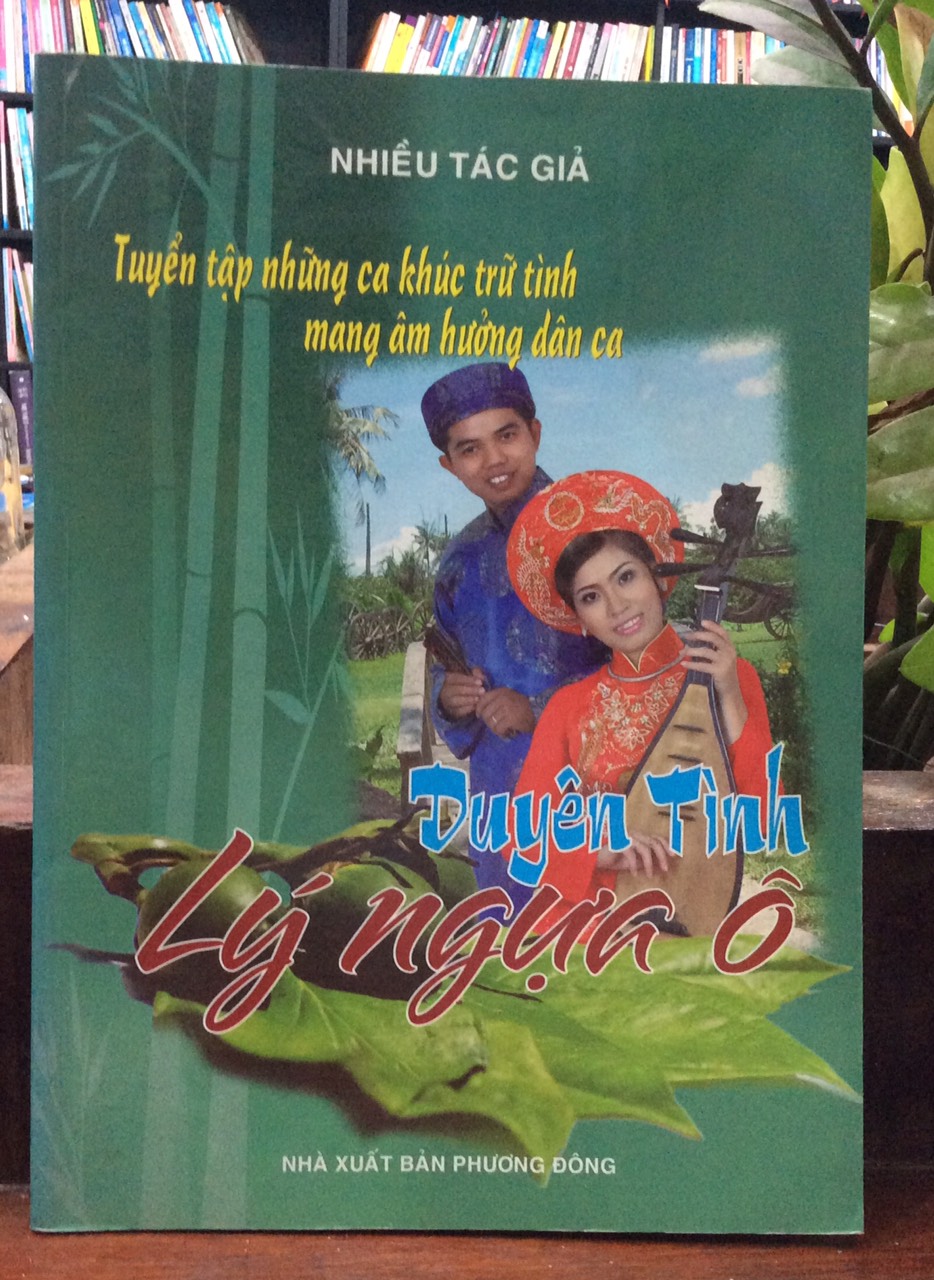 NHIỀU TÁC GIẢ
Tuyển tập những ca khúc trữ tình
mang âm hưởng dân ca
Duyên Tình
Lý ngựa ô
NHÀ XUẤT BẢN PHƯƠNG ĐÔNG